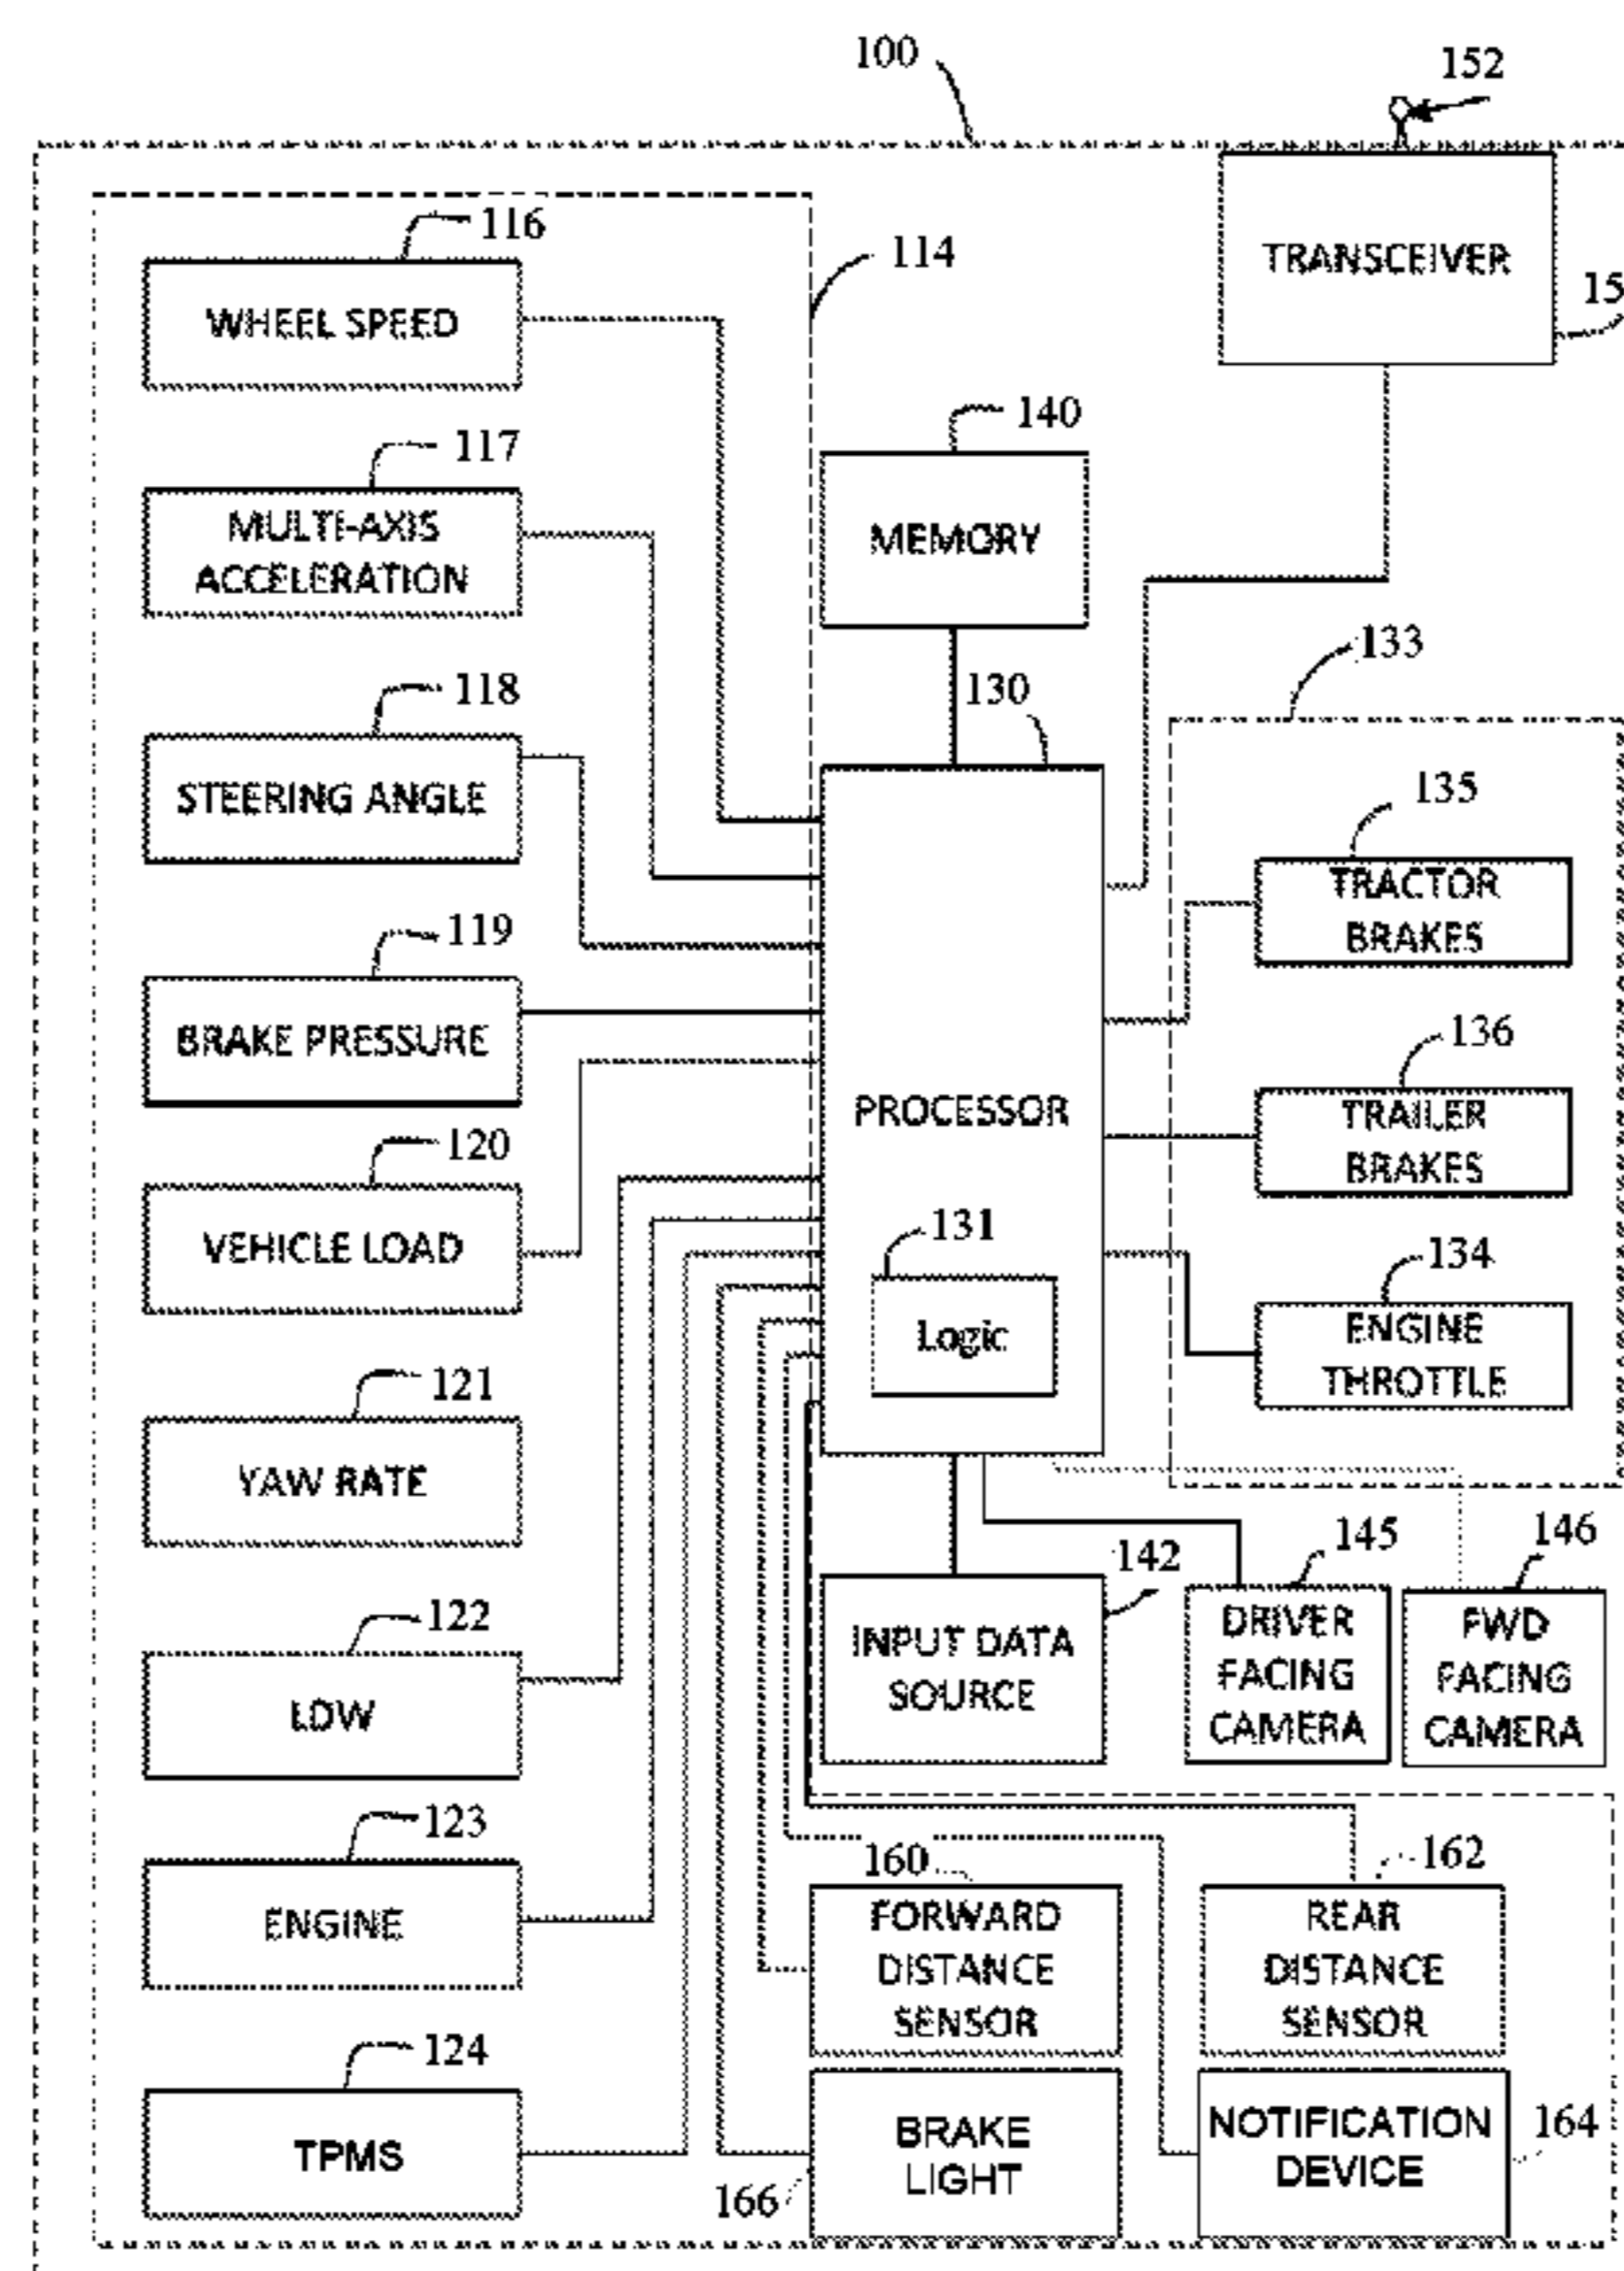 100
152
116
WHEEL SPEED
114
TRANSCEIVER
15
117
MULTI-AXIS
ACCELERATION
140
MEMORY
133
118
STEERING ANGLE
130
135
TRACTOR
BRAKES
119
BRAKE PRESSURE
136
TRAILER
BRAKES
PROCESSOR
120
VEHICLE LOAD
131
Logic
134
ENGINE
THROTTLE
121
YAW RATE
142
INPUT DATA
SOURCE
145
DRIVER
FACING
CAMERA
146
FWD
FACING
CAMERA
122
LDW
123
ENGINE
160
FORWARD
DISTANCE
SENSOR
162
REAR
DISTANCE
SENSOR
124
TPMS
166
BRAKE
LIGHT
NOTIFICATION
DEVICE
164